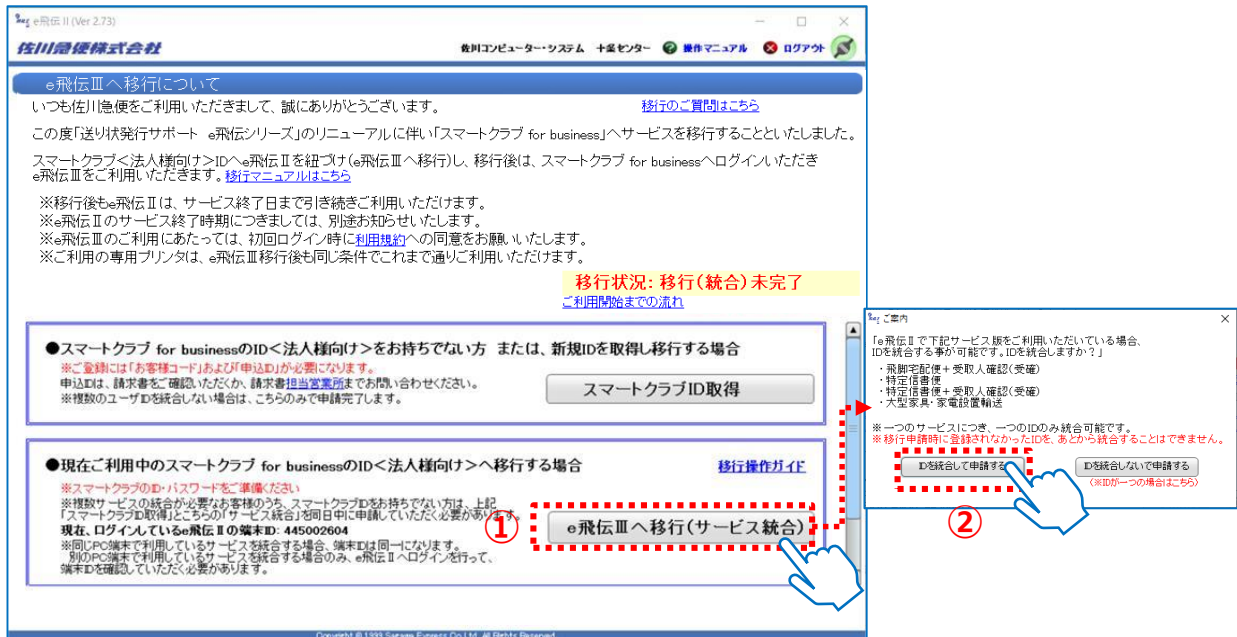 e飛伝 II (Ver 2.73)
佐川急便株式会社
佐川コンピューター・システム 十条センター
操作マニュアル
ログアウト
e飛伝Ⅲへ移行について
いつも佐川急便をご利用いただきまして、誠にありがとうございます。
移行のご質問はこちら
この度「送り状発行サポート e飛伝シリーズ」のリニューアルに伴い「スマートクラブ for business」へサービスを移行することといたしました。
スマートクラブ<法人様向け>IDへe飛伝Ⅱを紐づけ(e飛伝Ⅲへ移行)し、移行後は、スマートクラブ for businessへログインいただき
e飛伝Ⅲをご利用いただきます。移行マニュアルはこちら
※移行後もe飛伝Ⅱは、サービス終了日まで引き続きご利用いただけます。
※e飛伝Ⅱのサービス終了時期につきましては、別途お知らせいたします。
※e飛伝Ⅲのご利用にあたっては、初回ログイン時に利用規約への同意をお願いいたします。
※ご利用の専用プリンタは、e飛伝Ⅲ移行後も同じ条件でこれまで通りご利用いただけます。
移行状況: 移行(統合)未完了
ご利用開始までの流れ
●スマートクラブ for businessのID<法人様向け>をお持ちでない方 または、新規IDを取得し移行する場合
※ご登録には「お客様コード」および「申込ID」が必要になります。
申込IDは、請求書をご確認いただくか、請求書担当営業所までお問い合わせください。
※複数のユーザIDを統合しない場合は、こちらのみで申請完了します。
スマートクラブID取得
●現在ご利用中のスマートクラブ for businessのID<法人様向け>へ移行する場合
移行操作ガイド
※スマートクラブのID・パスワードをご準備ください
※複数サービスの統合が必要なお客様のうち、スマートクラブIDをお持ちでない方は、上記
「スマートクラブID取得」とこちらの「サービス統合」を同日中に申請していただく必要があります。
現在、ログインしているe飛伝Ⅱの端末ID: 445002604
※同じPC端末で利用しているサービスを統合する場合、端末IDは同一になります。
別のPC端末で利用しているサービスを統合する場合のみ、e飛伝Ⅱへログインを行って、
端末IDを確認していただく必要があります。
①
e飛伝Ⅲへ移行(サービス統合)
Copyright © 1999 Sagawa Express Co.,Ltd. All Rights Reserved.
ご案内
「e飛伝Ⅱで下記サービス版をご利用いただいている場合、
IDを統合する事が可能です。IDを統合しますか?」
・飛脚宅配便+受取人確認(受確)
・特定信書便
・特定信書便+受取人確認(受確)
・大型家具・家電設置輸送
※一つのサービスにつき、一つのIDのみ統合可能です。
※移行申請時に登録されなかったIDを、あとから統合することはできません。
IDを統合して申請する
IDを統合しないで申請する
(※IDが一つの場合はこちら)
②